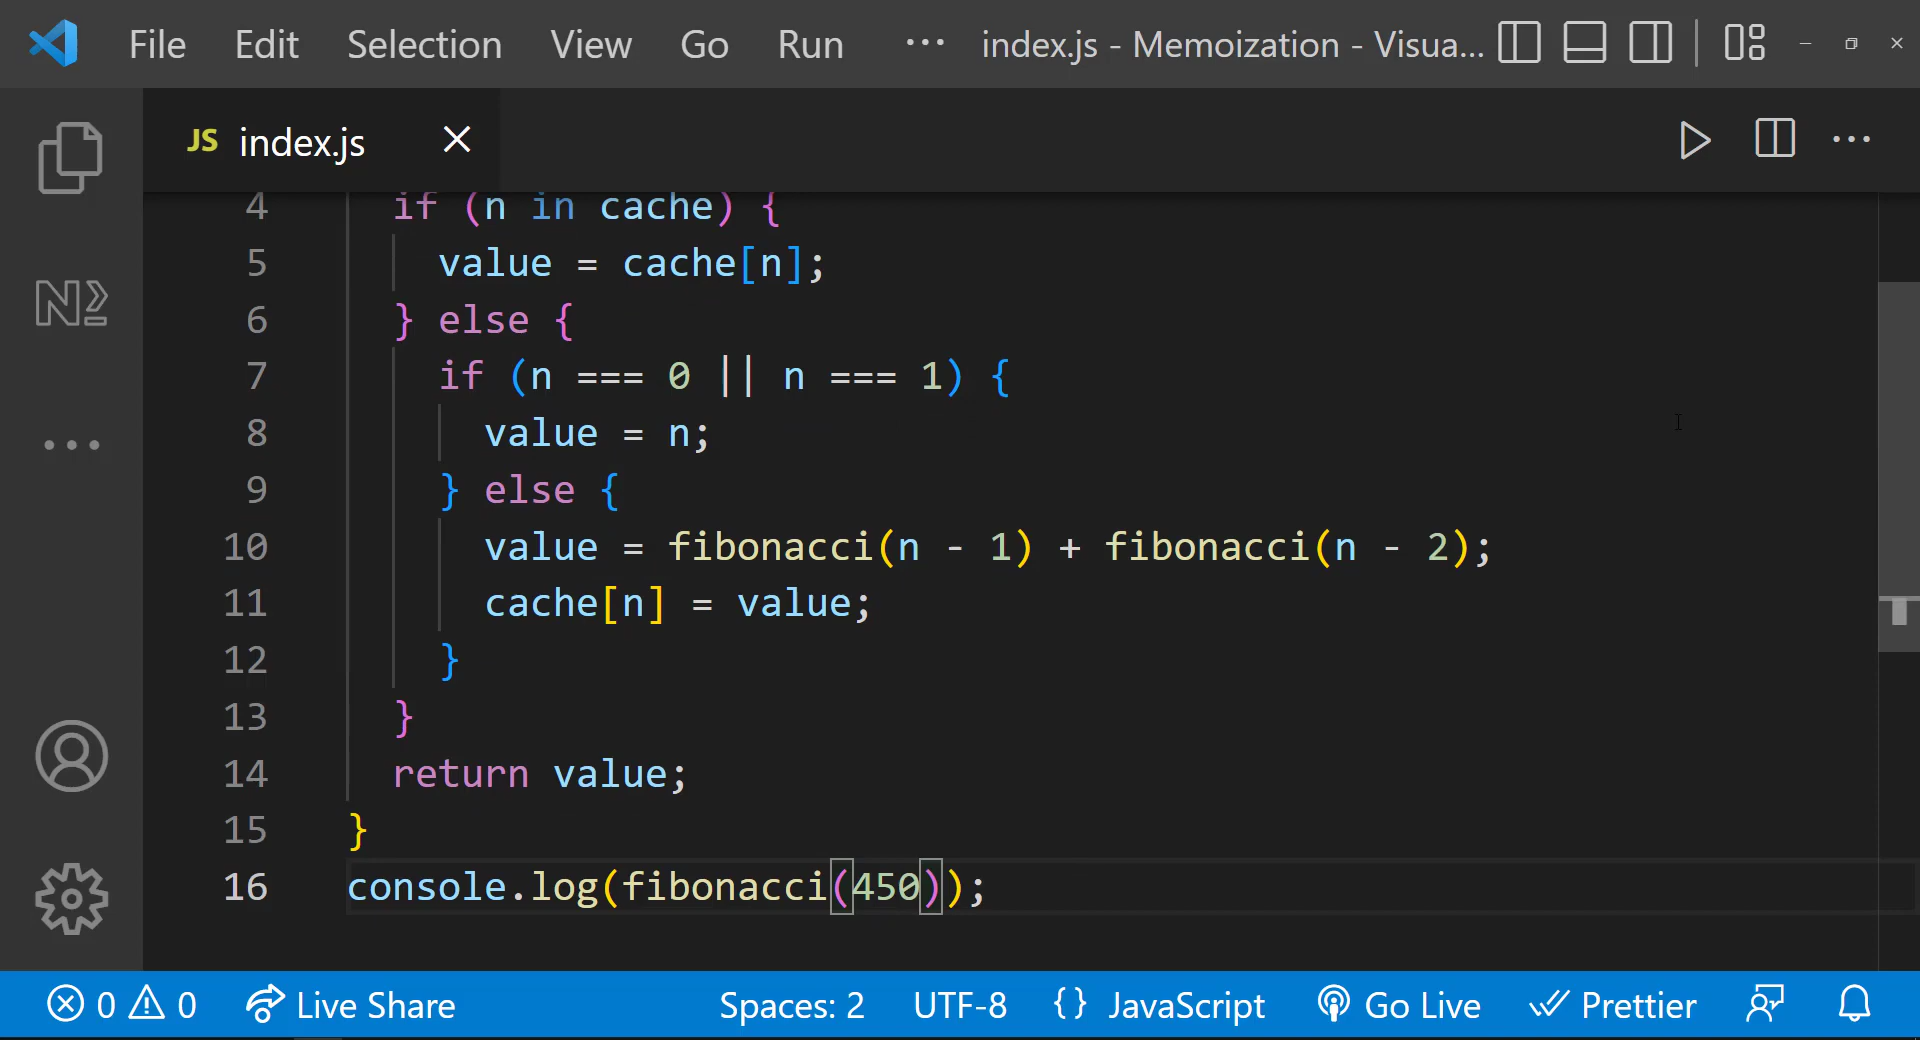 File Edit Selection View Go Run ··· index.js - Memoization - Visua...
JS index.js
4 if (n in cache) {
5 value = cache[n];
6 } else {
7 if (n === 0 || n === 1) {
8 value = n;
9 } else {
10 value = fibonacci(n - 1) + fibonacci(n - 2);
11 cache[n] = value;
12 }
13 }
14 return value;
15 }
16 console.log(fibonacci(450));
0 0 Live Share Spaces: 2 UTF-8 {} JavaScript Go Live Prettier